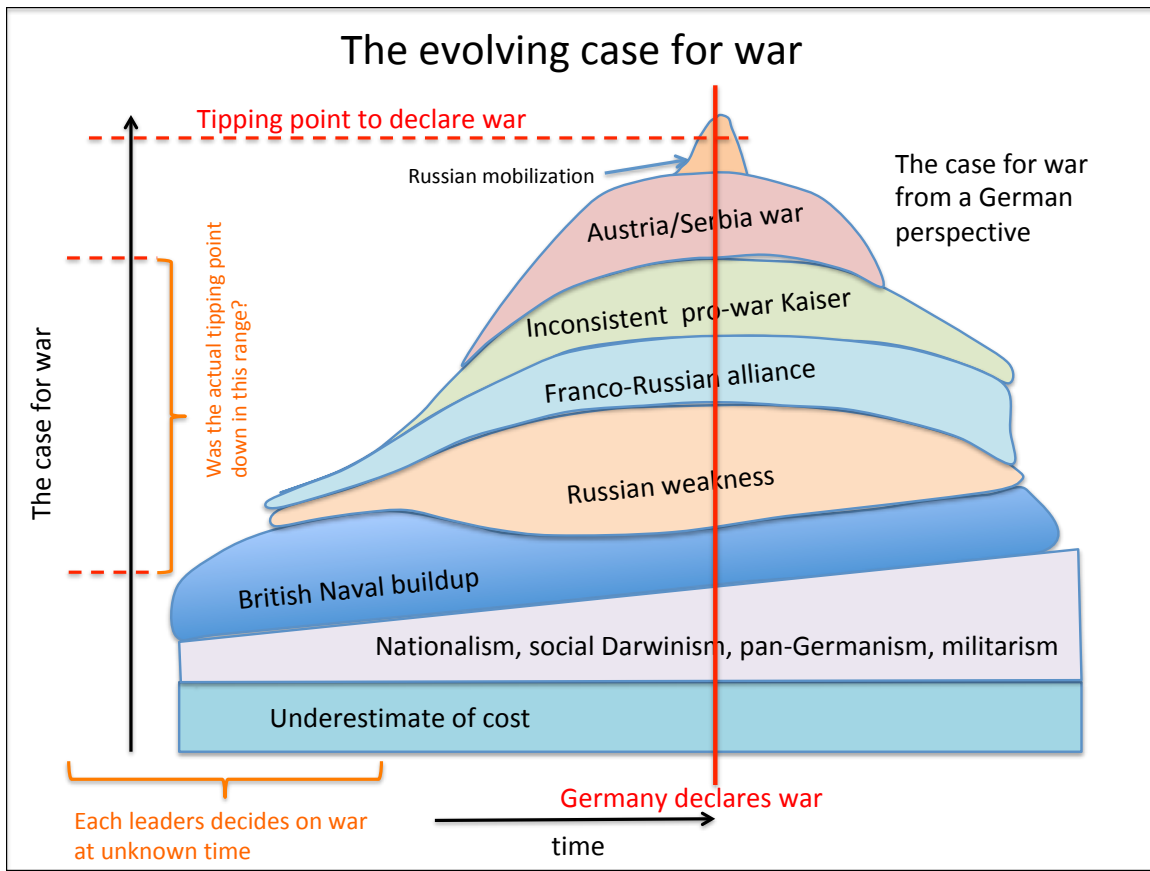 The evolving case for war
Tipping point to declare war
Russian mobilization
The case for war
from a German
perspective
Austria/Serbia war
Inconsistent pro-war Kaiser
Franco-Russian alliance
Russian weakness
British Naval buildup
Nationalism, social Darwinism, pan-Germanism, militarism
Underestimate of cost
The case for war
Was the actual tipping point
down in this range?
Germany declares war
Each leaders decides on war
at unknown time
time